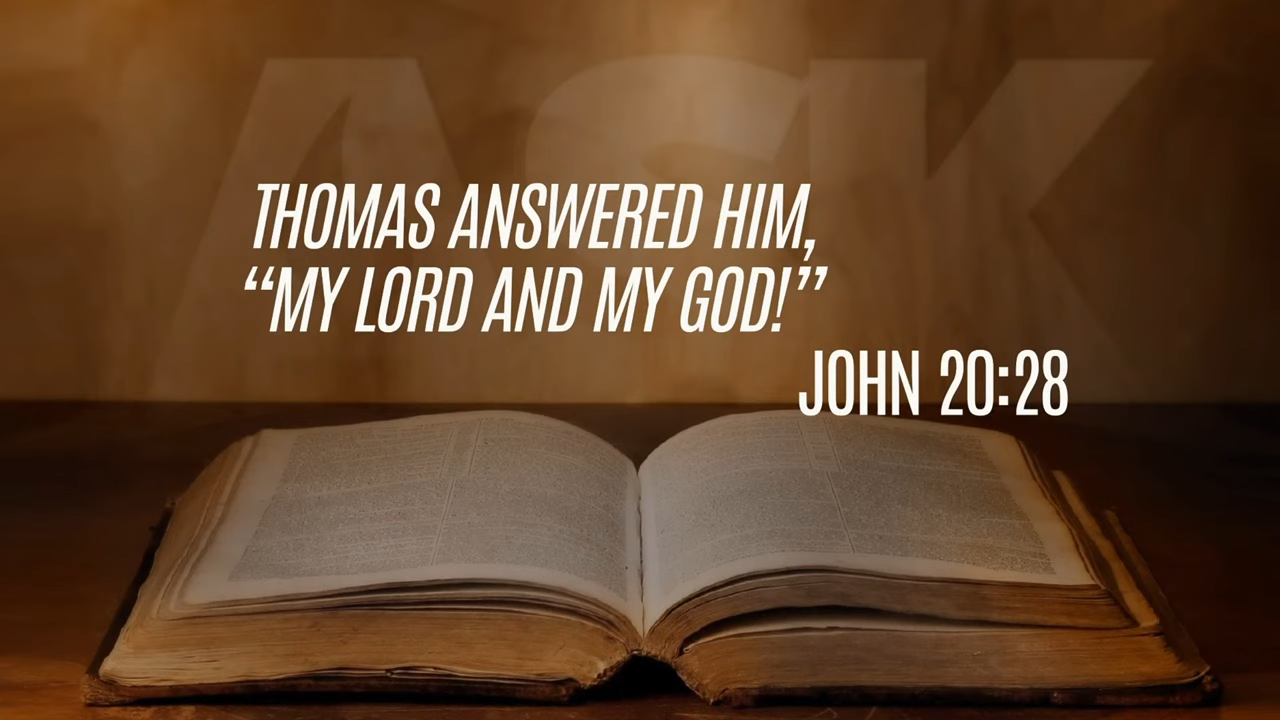 ASK
THOMAS ANSWERED HIM,
“MY LORD AND MY GOD!”
JOHN 20:28